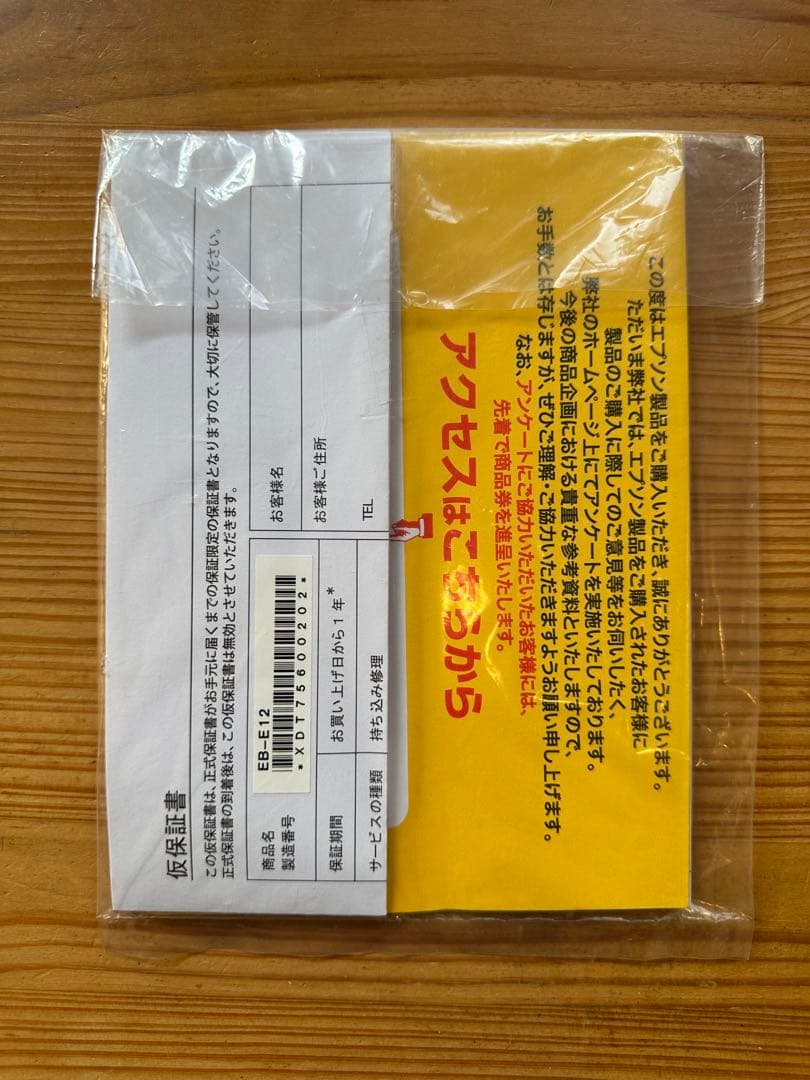 仮保証書
この仮保証書は、正式保証書がお手元に届くまでの保証限定の保証書となりますので、大切に保管してください。
正式保証書の到着後は、この仮保証書は無効とさせていただきます。
商品名
製造番号
EB-E12
*XDT75600202*
お客様名
お客様ご住所
TEL
保証期間
お買い上げ日から1年*
サービスの種類
持ち込み修理
この度はエプソン製品をご購入いただき、誠にありがとうございます。
ただいま弊社では、エプソン製品をご購入されたお客様に
製品のご購入に際してのご意見等をお伺いしたく、
弊社のホームページ上にてアンケートを実施いたしております。
今後の商品企画における貴重な参考資料といたしますので、
お手数とは存じますが、ぜひご理解・ご協力いただきますようお願い申し上げます。
なお、アンケートにご協力いただいたお客様には、
先着で商品券を進呈いたします。
アクセスはこちらから